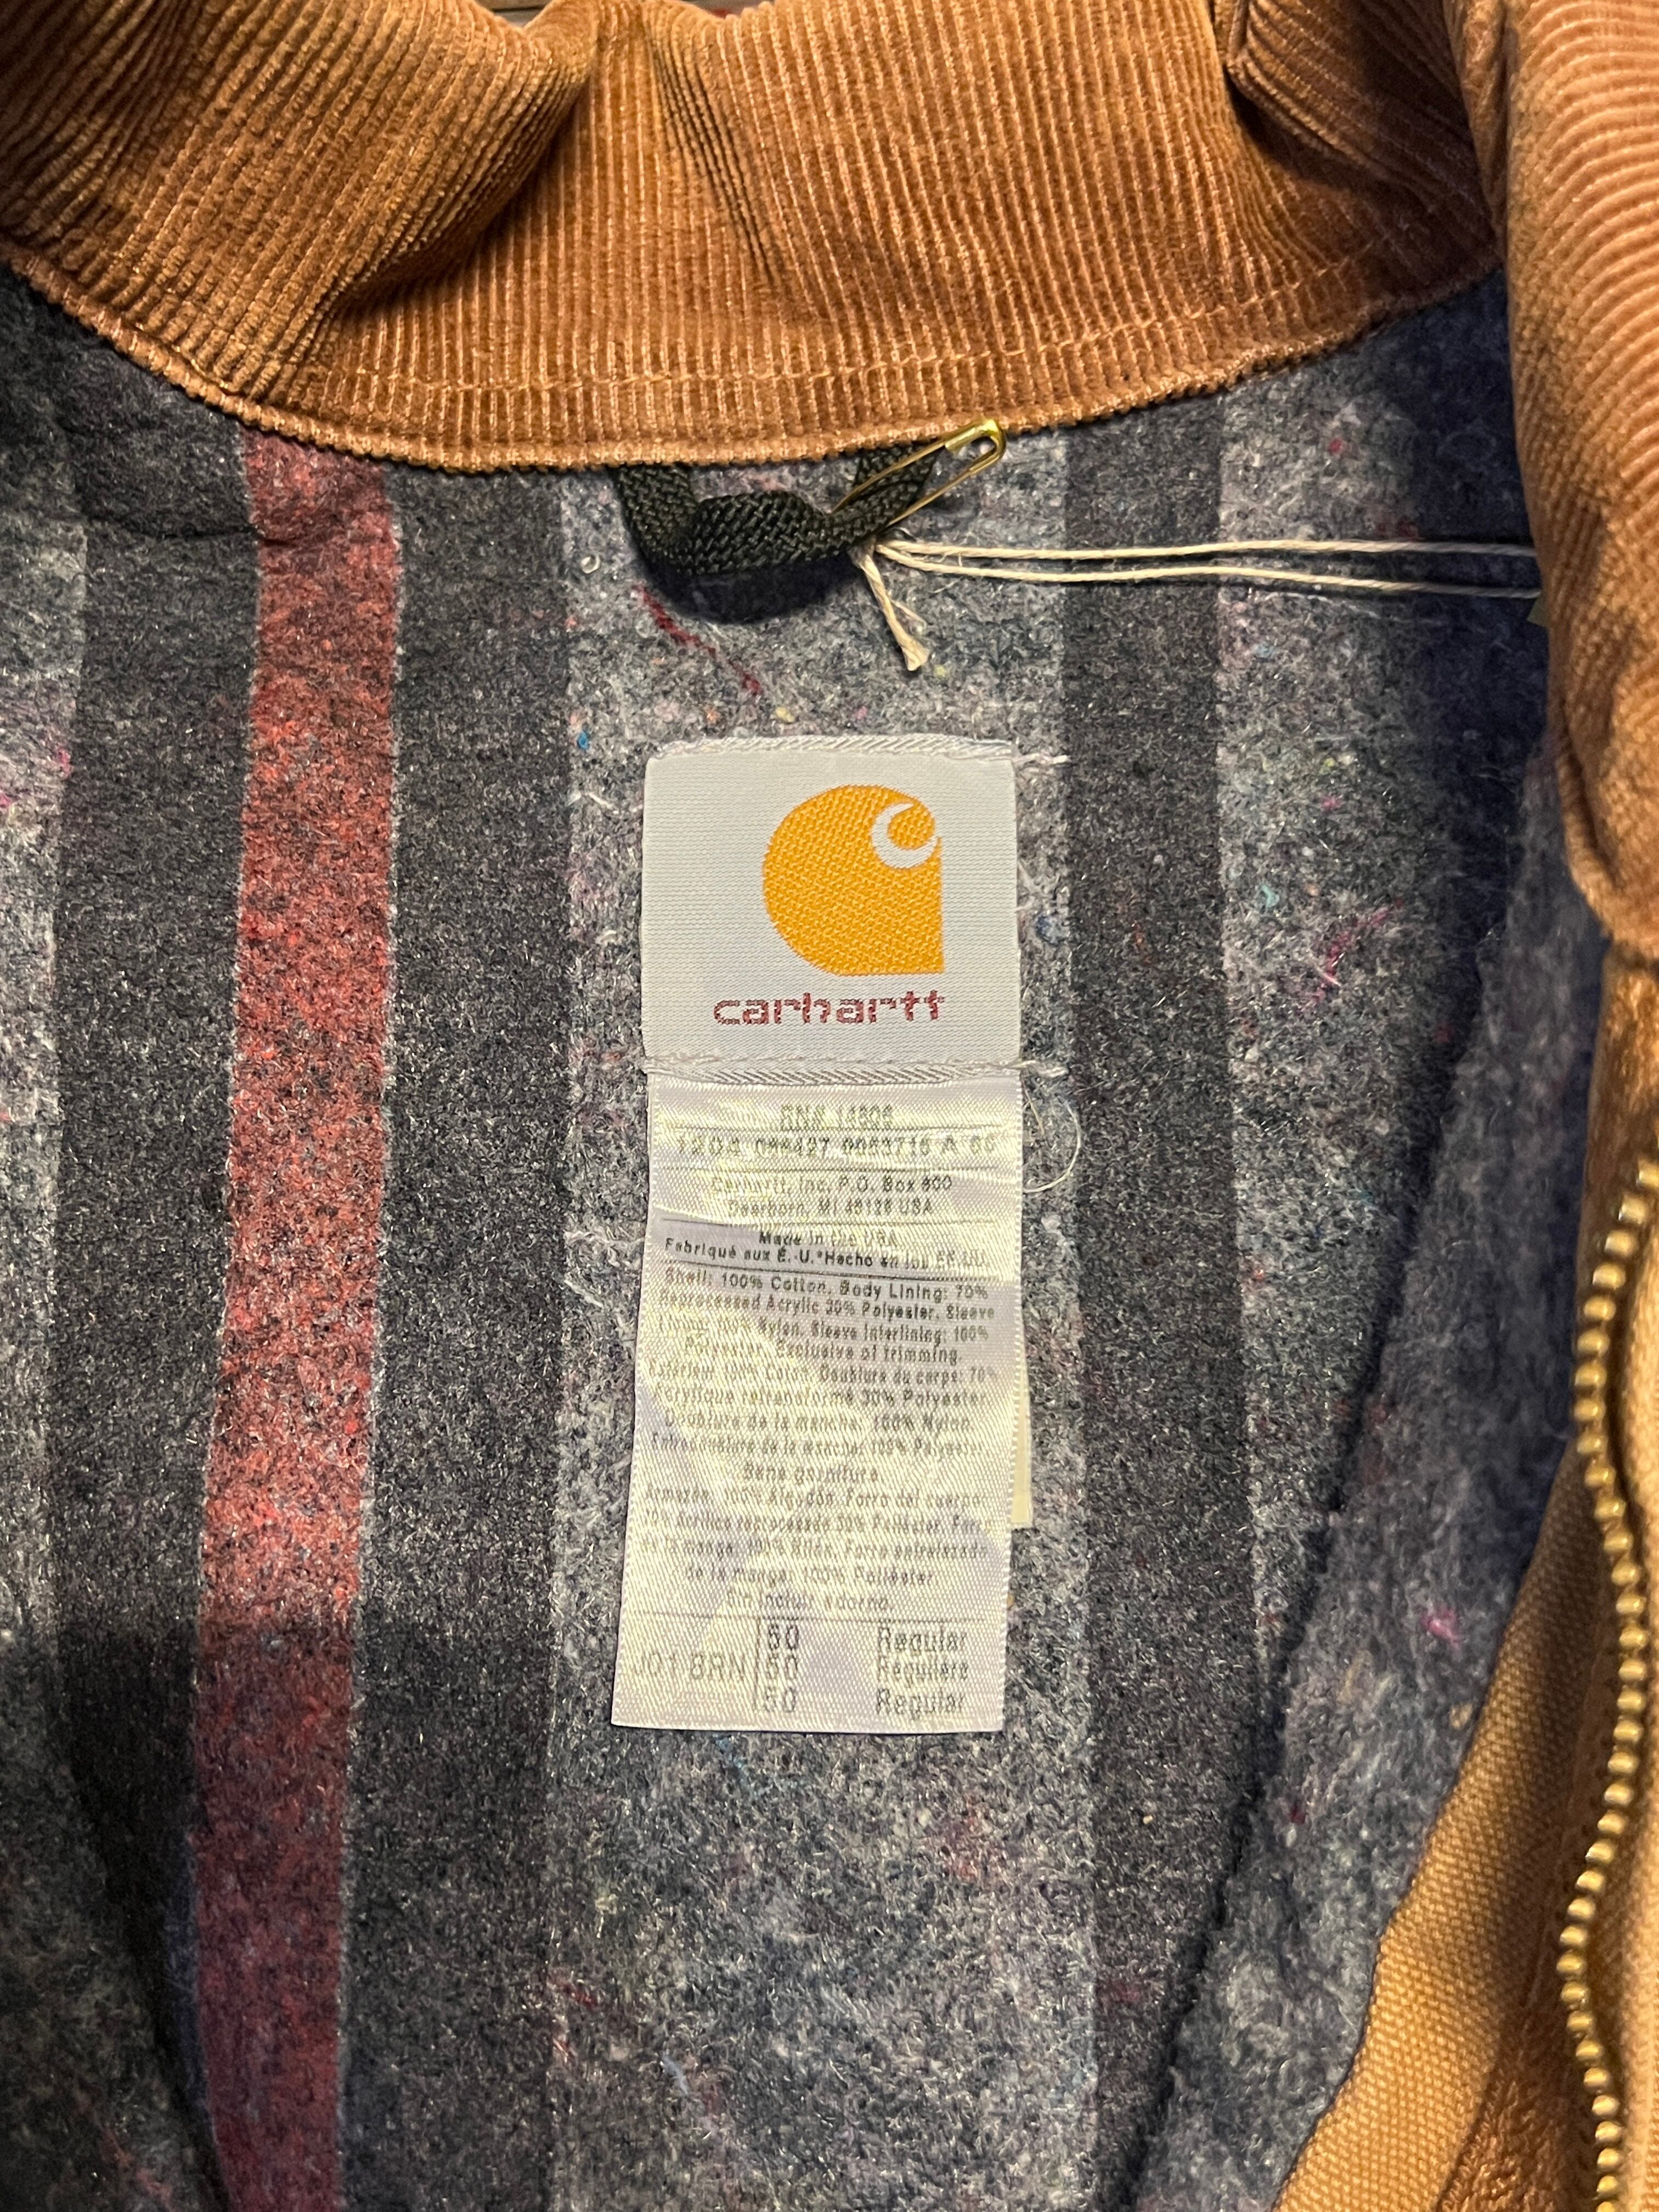 carhartt
RN# 14806
Carhartt, Inc. P.O. Box 600
Dearborn, MI 48126 USA
Made in the USA
Fabriqué aux É.-U.*Hecho en los EE.UU.
Shell: 100% Cotton. Body Lining: 70%
Reprocessed Acrylic 30% Polyester. Sleeve
Lining: 100% Nylon. Sleeve Interlining: 100%
Polyester. Exclusive of trimming.
Extérieur 100% Coton. Doublure du corps: 70%
Acrylique retransformé 30% Polyester
Doublure de la manche: 100% Nylon.
Entredoublure de la manche: 100% Polyester
Sans garniture.
Armazón: 100% Algodón. Forro del cuerpo:
70% Acrílico reprocesado 30% Poliéster. Forro
de la manga: 100% Nilón. Forro entrelazado
de la manga: 100% Poliéster
Sin incluir adorno.
50 Regular
J01 BRN 50 Régulière
50 Regular